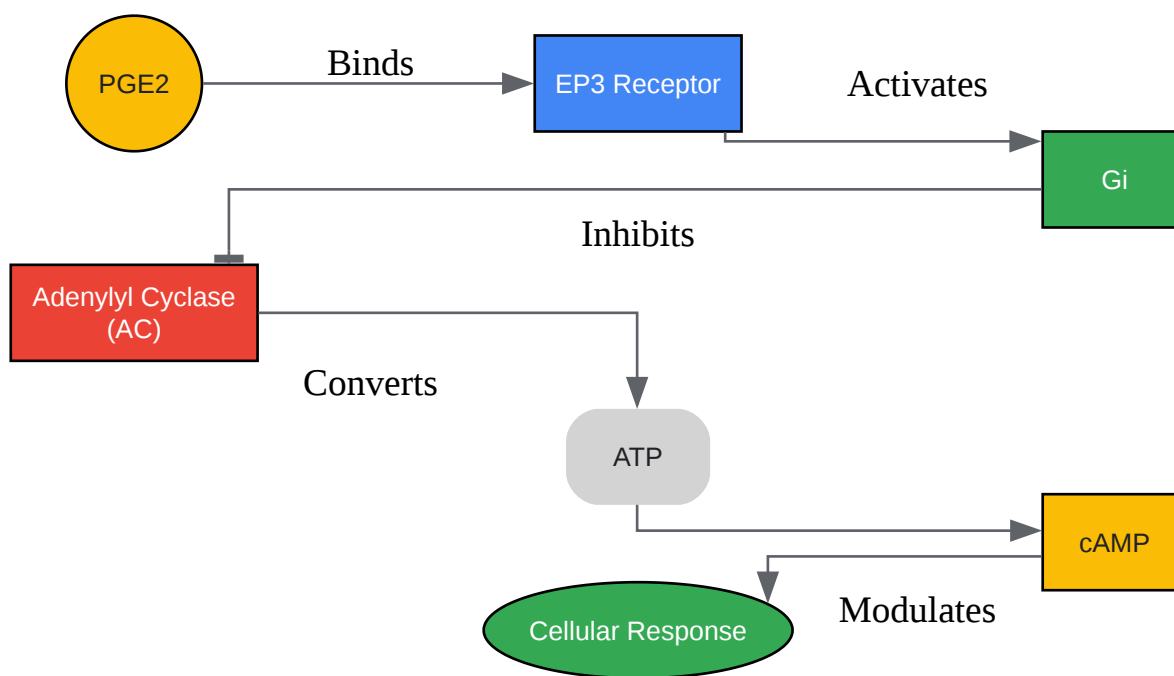 PGE2
Binds
EP3 Receptor
Activates
Gi
Inhibits
Adenylyl Cyclase
(AC)
Converts
ATP
cAMP
Modulates
Cellular Response